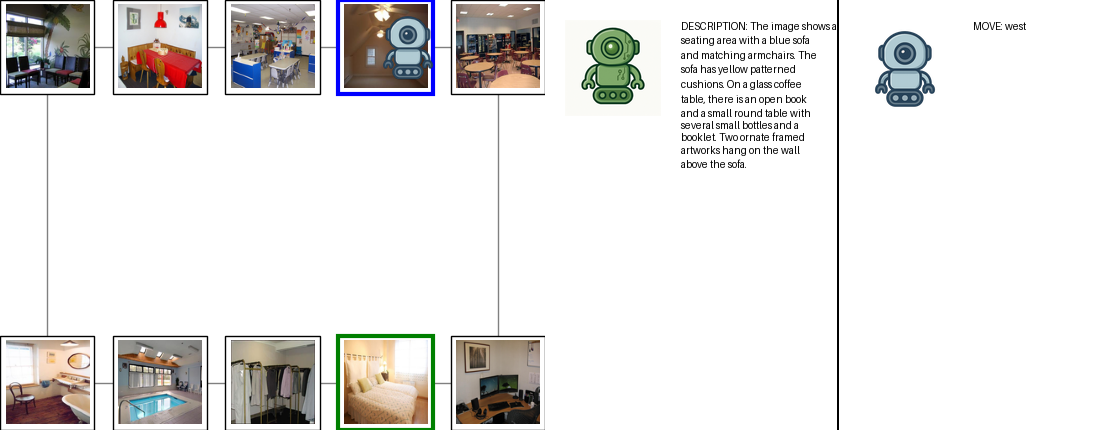 DESCRIPTION: The image shows a
seating area with a blue sofa
and matching armchairs. The
sofa has yellow patterned
cushions. On a glass coffee
table, there is an open book
and a small round table with
several small bottles and a
booklet. Two ornate framed
artworks hang on the wall
above the sofa.
MOVE: west